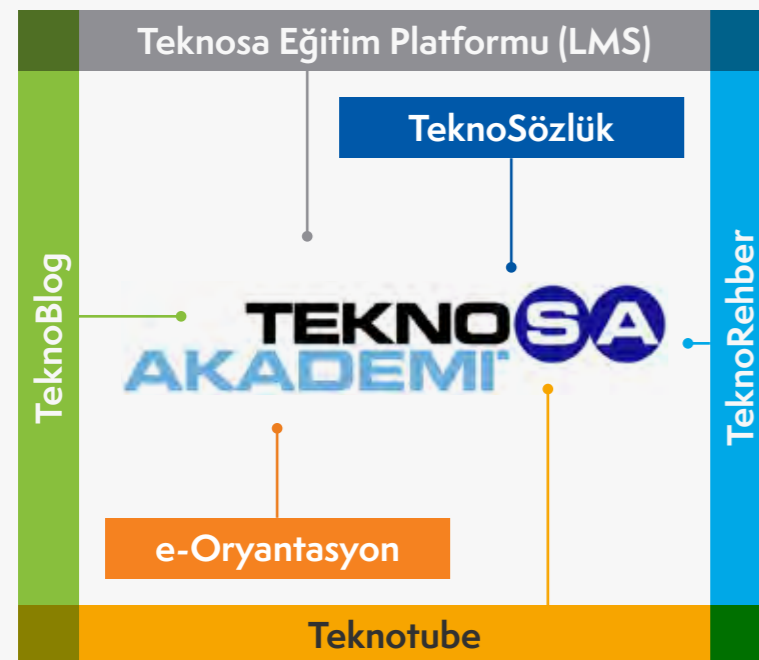 Teknosa Eğitim Platformu (LMS)
TeknoSözlük
TeknoBlog
TEKNOSA
AKADEMİ
TeknoRehber
e-Oryantasyon
Teknotube